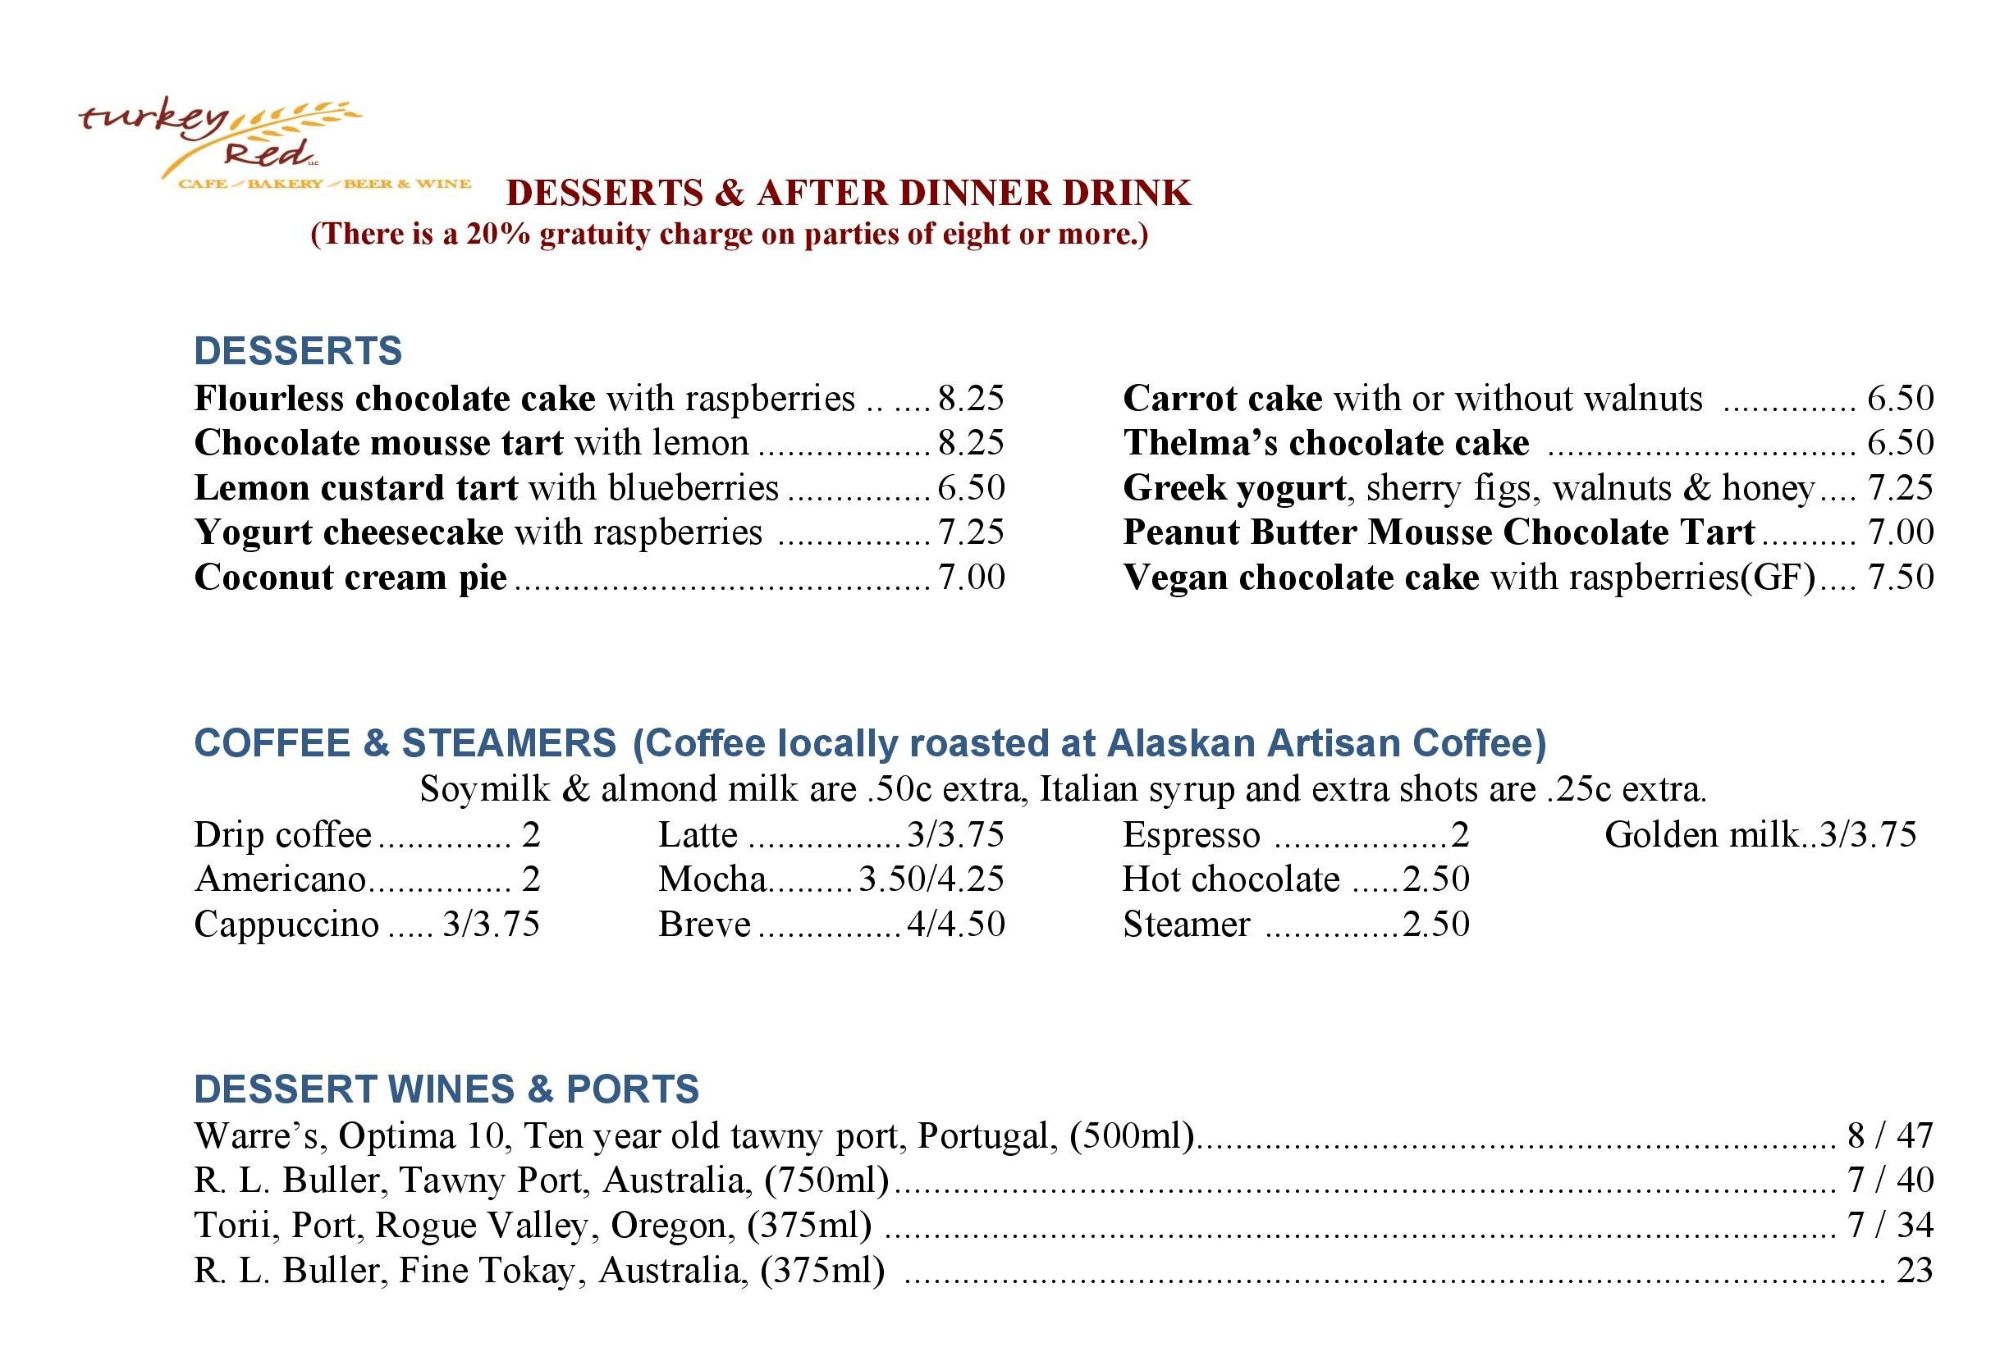 turkey
Red LLC
CAFE - BAKERY - BEER & WINE
DESSERTS & AFTER DINNER DRINK
(There is a 20% gratuity charge on parties of eight or more.)
DESSERTS
Flourless chocolate cake with raspberries .. .... 8.25
Chocolate mousse tart with lemon .................. 8.25
Lemon custard tart with blueberries ............... 6.50
Yogurt cheesecake with raspberries ................ 7.25
Coconut cream pie ........................................... 7.00
Carrot cake with or without walnuts .............. 6.50
Thelma’s chocolate cake ................................ 6.50
Greek yogurt, sherry figs, walnuts & honey .... 7.25
Peanut Butter Mousse Chocolate Tart .......... 7.00
Vegan chocolate cake with raspberries(GF) .... 7.50
COFFEE & STEAMERS (Coffee locally roasted at Alaskan Artisan Coffee)
Soymilk & almond milk are .50c extra, Italian syrup and extra shots are .25c extra.
Drip coffee .............. 2
Americano............... 2
Cappuccino ..... 3/3.75
Latte ................ 3/3.75
Mocha......... 3.50/4.25
Breve ............... 4/4.50
Espresso ..................2
Hot chocolate .....2.50
Steamer ..............2.50
Golden milk..3/3.75
DESSERT WINES & PORTS
Warre’s, Optima 10, Ten year old tawny port, Portugal, (500ml).................................................................. 8 / 47
R. L. Buller, Tawny Port, Australia, (750ml)................................................................................................. 7 / 40
Torii, Port, Rogue Valley, Oregon, (375ml) .................................................................................................. 7 / 34
R. L. Buller, Fine Tokay, Australia, (375ml) ..................................................................................................... 23